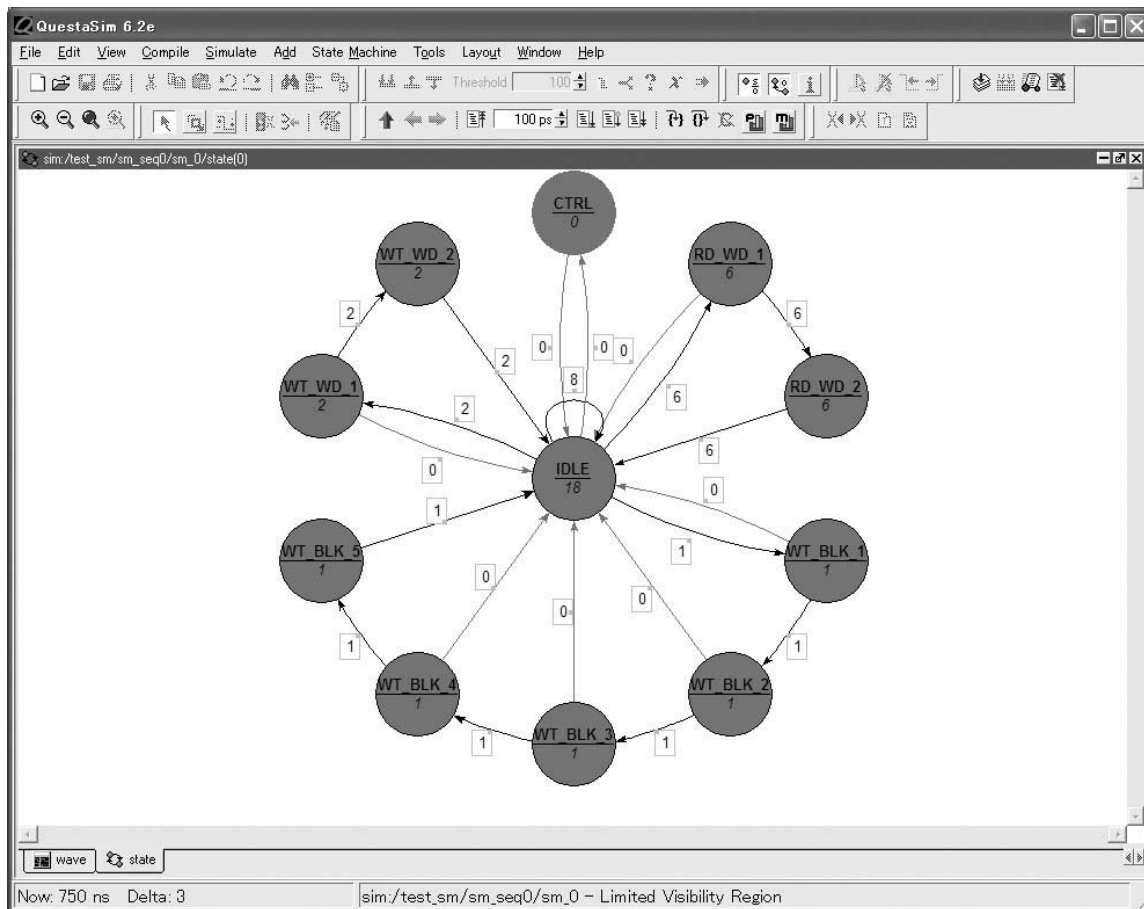 QuestaSim 6.2e
File Edit View Compile Simulate Add State Machine Tools Layout Window Help
Threshold 100
100 ps
sim:/test_sm/sm_seq0/sm_0/state(0)
CTRL
0
WT_WD_2
2
RD_WD_1
6
2
6
0
0
0
2
8
WT_WD_1
2
RD_WD_2
6
2
6
6
0
IDLE
18
0
1
1
WT_BLK_5
1
WT_BLK_1
1
0
0
0
1
1
WT_BLK_4
1
WT_BLK_2
1
WT_BLK_3
1
1
1
wave state
Now: 750 ns Delta: 3 sim:/test_sm/sm_seq0/sm_0 - Limited Visibility Region